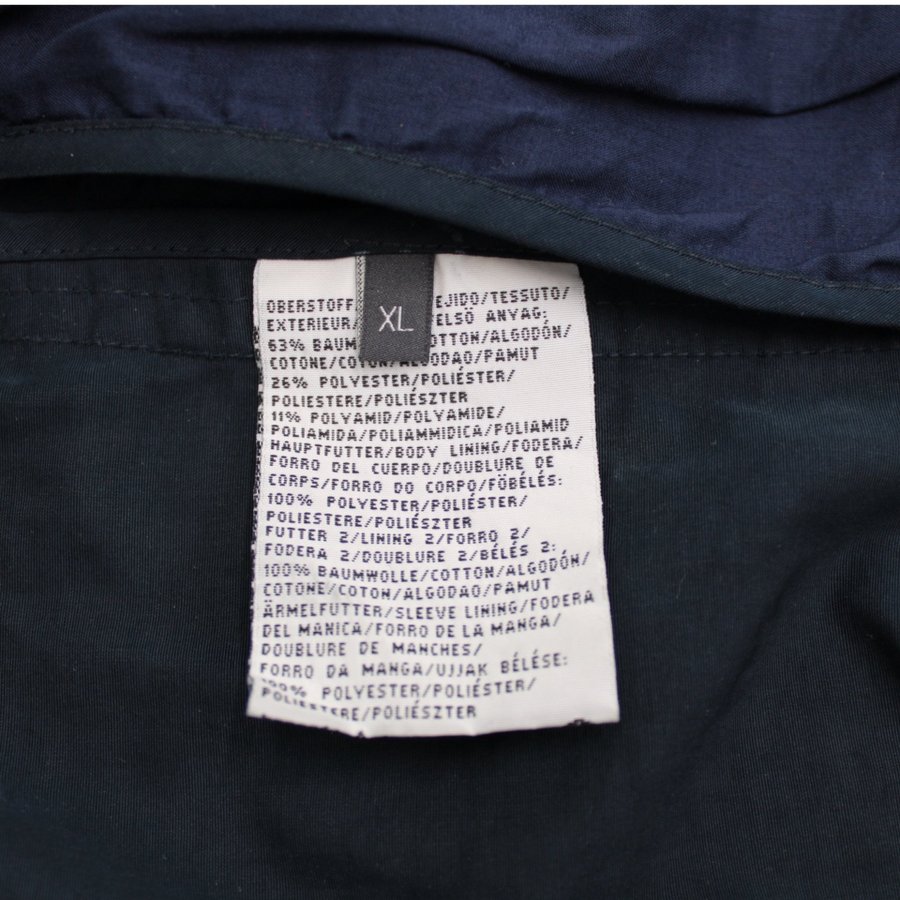 XL
OBERSTOFF EJIDO/TESSUTO/
EXTERIEUR/ ELSÖ ANYAG:
63% BAUM OTTON/ALGODÓN/
COTONE/COTON/ALGODAO/PAMUT
26% POLYESTER/POLIÉSTER/
POLIESTERE/POLIÉSZTER
11% POLYAMID/POLYAMIDE/
POLIAMIDA/POLIAMMIDICA/POLIAMID
HAUPTFUTTER/BODY LINING/FODERA/
FORRO DEL CUERPO/DOUBLURE DE
CORPS/FORRO DO CORPO/FÖBÉLÉS:
100% POLYESTER/POLIÉSTER/
POLIESTERE/POLIÉSZTER
FUTTER 2/LINING 2/FORRO 2/
FODERA 2/DOUBLURE 2/BÉLÉS 2:
100% BAUMWOLLE/COTTON/ALGODÓN/
COTONE/COTON/ALGODAO/PAMUT
ÄRMELFUTTER/SLEEVE LINING/FODERA
DEL MANICA/FORRO DE LA MANGA/
DOUBLURE DE MANCHES/
FORRO DA MANGA/UJJAK BÉLÉSE:
100% POLYESTER/POLIÉSTER/
POLIESTERE/POLIÉSZTER